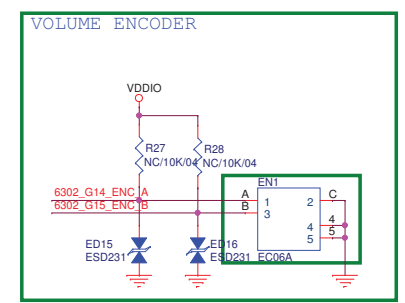 VOLUME ENCODER
VDDIO
R27
NC/10K/04
R28
NC/10K/04
EN1
6302_G14_ENC_A
6302_G15_ENC_B
A
B
1
3
2
4
5
C
4
5
ED15
ESD231
ED16
ESD231
EC06A